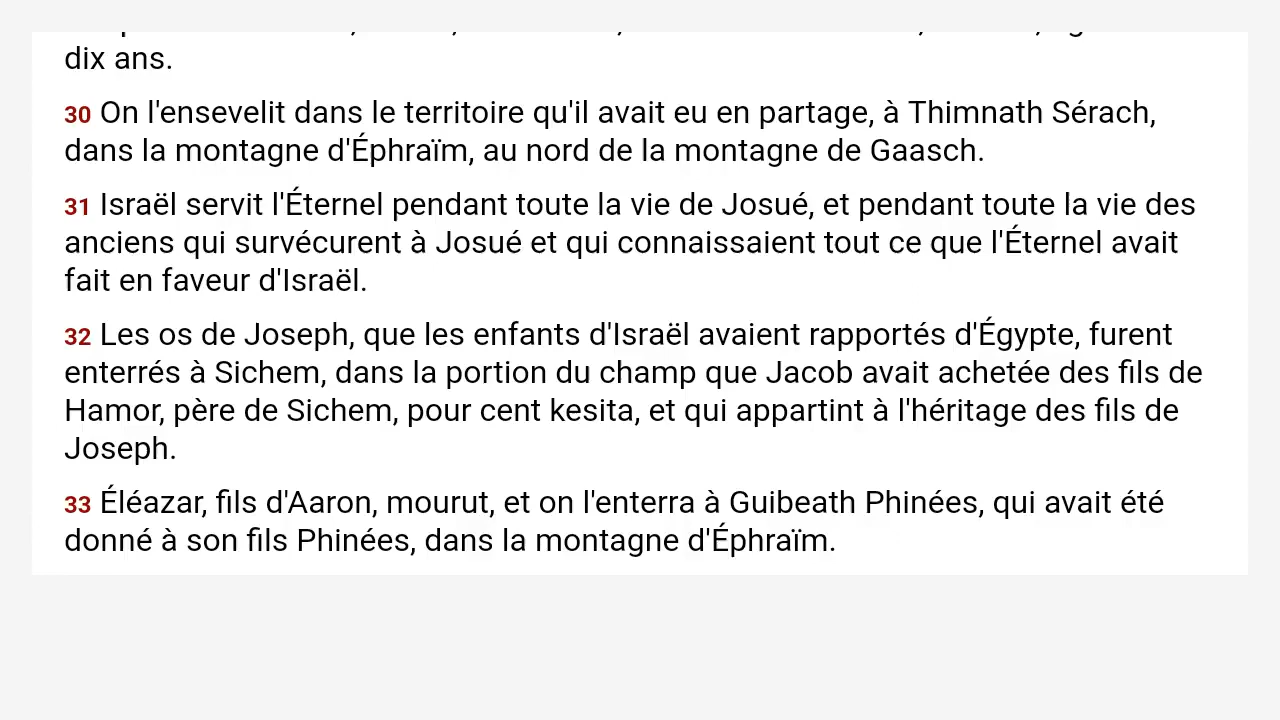 dix ans.
30 On l'ensevelit dans le territoire qu'il avait eu en partage, à Thimnath Sérach,
dans la montagne d'Éphraïm, au nord de la montagne de Gaasch.
31 Israël servit l'Éternel pendant toute la vie de Josué, et pendant toute la vie des
anciens qui survécurent à Josué et qui connaissaient tout ce que l'Éternel avait
fait en faveur d'Israël.
32 Les os de Joseph, que les enfants d'Israël avaient rapportés d'Égypte, furent
enterrés à Sichem, dans la portion du champ que Jacob avait achetée des fils de
Hamor, père de Sichem, pour cent kesita, et qui appartint à l'héritage des fils de
Joseph.
33 Éléazar, fils d'Aaron, mourut, et on l'enterra à Guibeath Phinées, qui avait été
donné à son fils Phinées, dans la montagne d'Éphraïm.